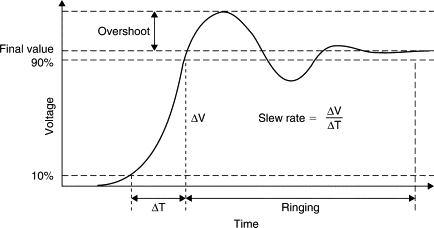 Overshoot
Final value
90%
Voltage
ΔV
Slew rate = ΔV/ΔT
10%
ΔT
Ringing
Time